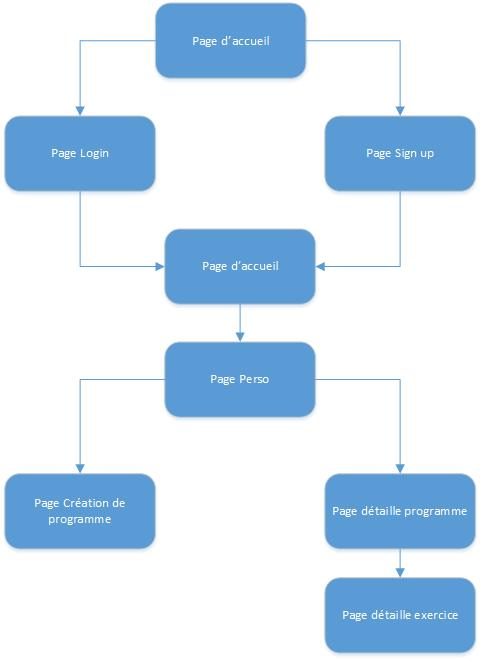 Page d'accueil
Page Login
Page Sign up
Page d'accueil
Page Perso
Page Création de
programme
Page détaille programme
Page détaille exercice